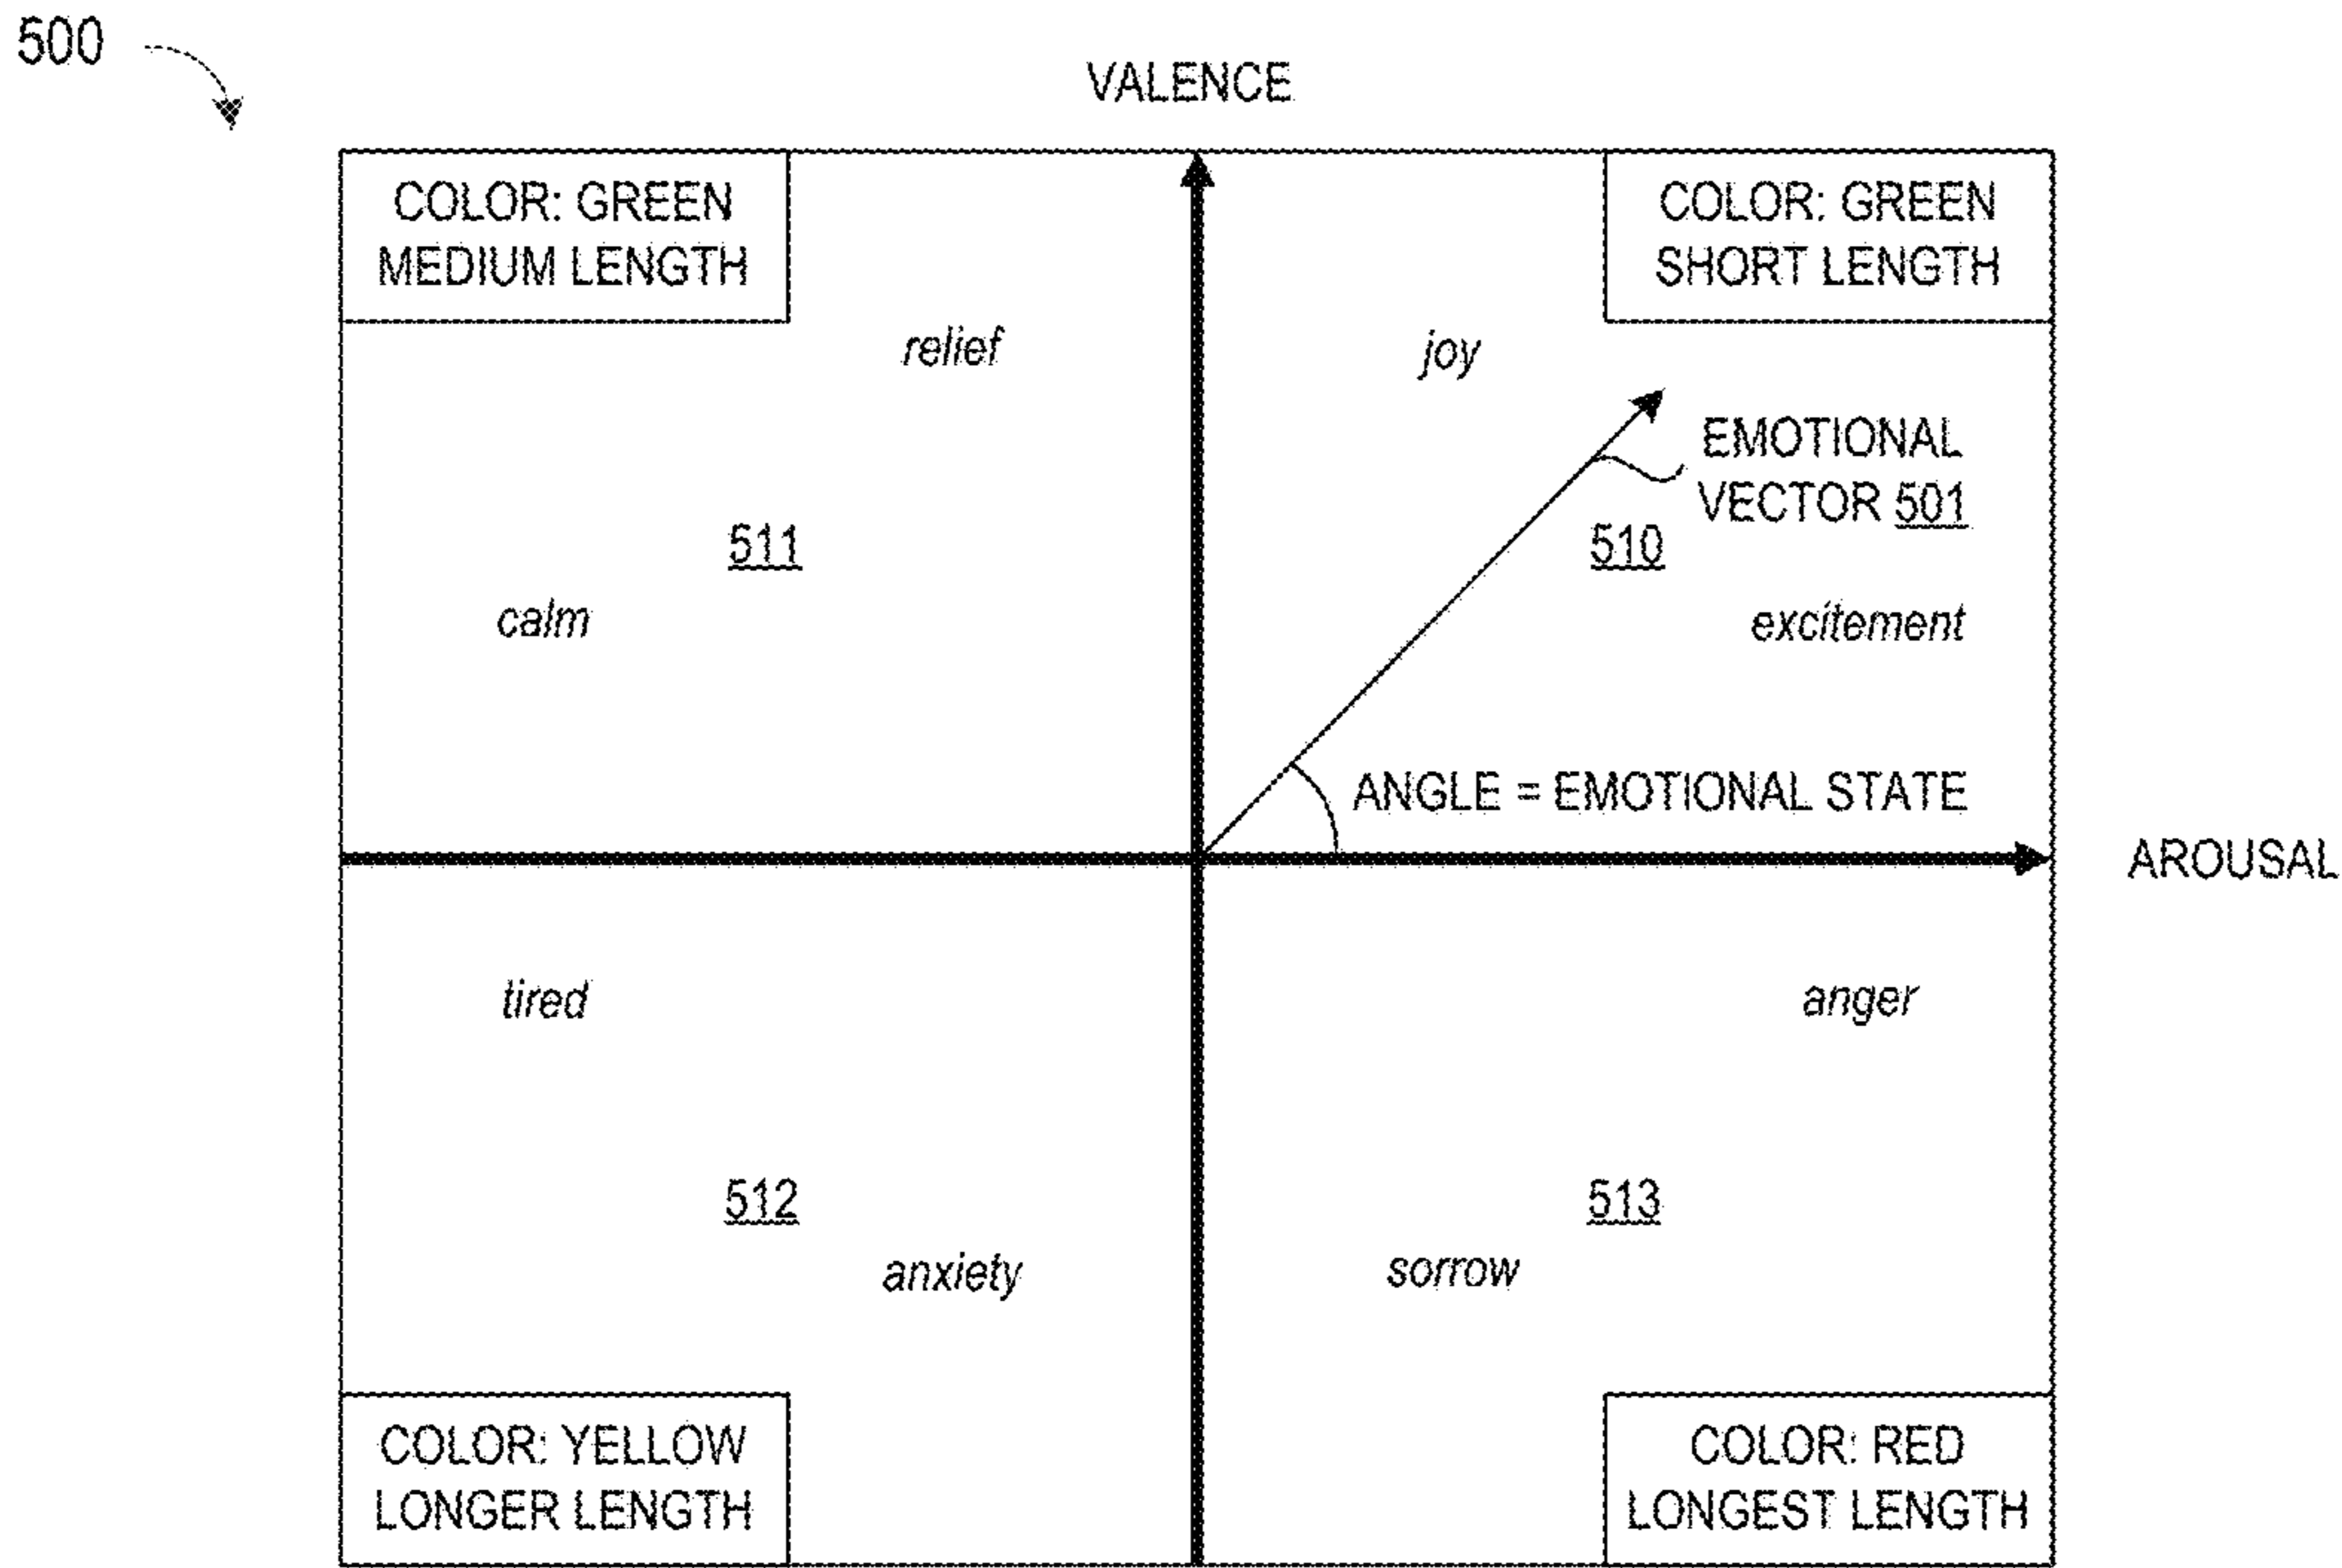 500
VALENCE
COLOR: GREEN
MEDIUM LENGTH
COLOR: GREEN
SHORT LENGTH
relief
joy
EMOTIONAL
VECTOR 501
511
510
calm
excitement
ANGLE = EMOTIONAL STATE
AROUSAL
tired
anger
512
513
anxiety
sorrow
COLOR: YELLOW
LONGER LENGTH
COLOR: RED
LONGEST LENGTH